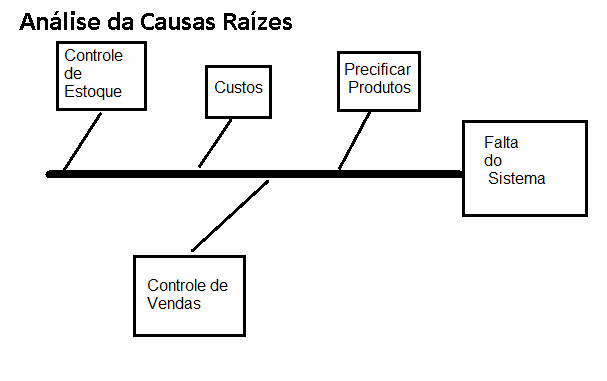 Análise da Causas Raízes
Controle
de
Estoque
Custos
Precificar
Produtos
Falta
do
Sistema
Controle de
Vendas